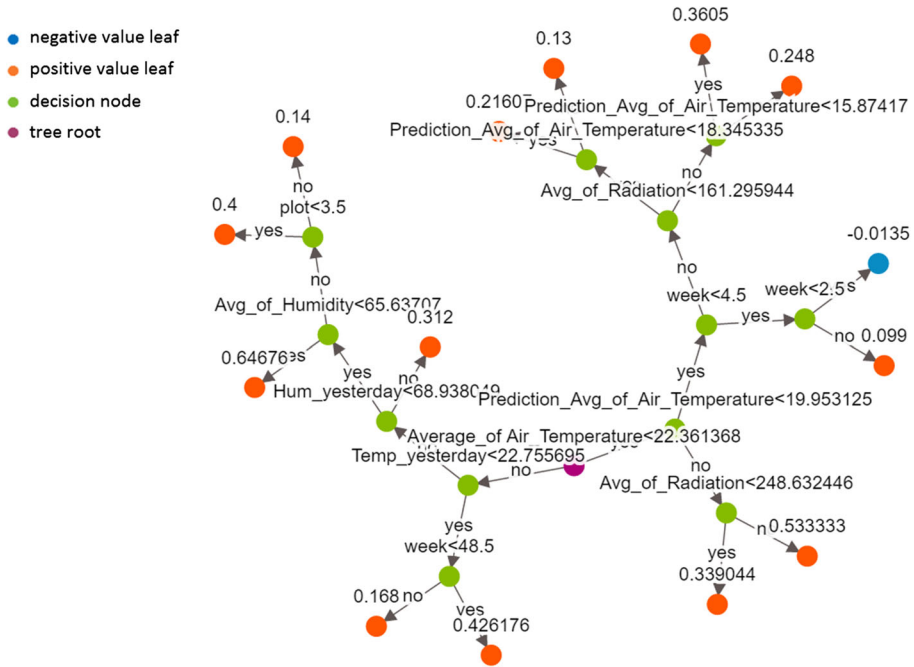 negative value leaf
positive value leaf
decision node
tree root
0.3605
0.13
0.248
yes
0.2160
Prediction_Avg_of_Air_Temperature<15.87417
0.14
Prediction_Avg_of_Air_Temperature<18.345335
yes
no
no
Avg_of_Radiation<161.295944
plot<3.5
0.4
yes
-0.0135
no
no
week<4.5
week<2.5
Avg_of_Humidity<65.63707
0.312
yes
no
0.099
0.64676
yes
no
yes
Hum_yesterday<68.938049
Prediction_Avg_of_Air_Temperature<19.953125
Average_of Air_Temperature<22.361368
Temp_yesterday<22.755695
no
no
Avg_of_Radiation<248.632446
yes
0.533333
week<48.5
yes
0.339044
0.168
no
yes
0.426176